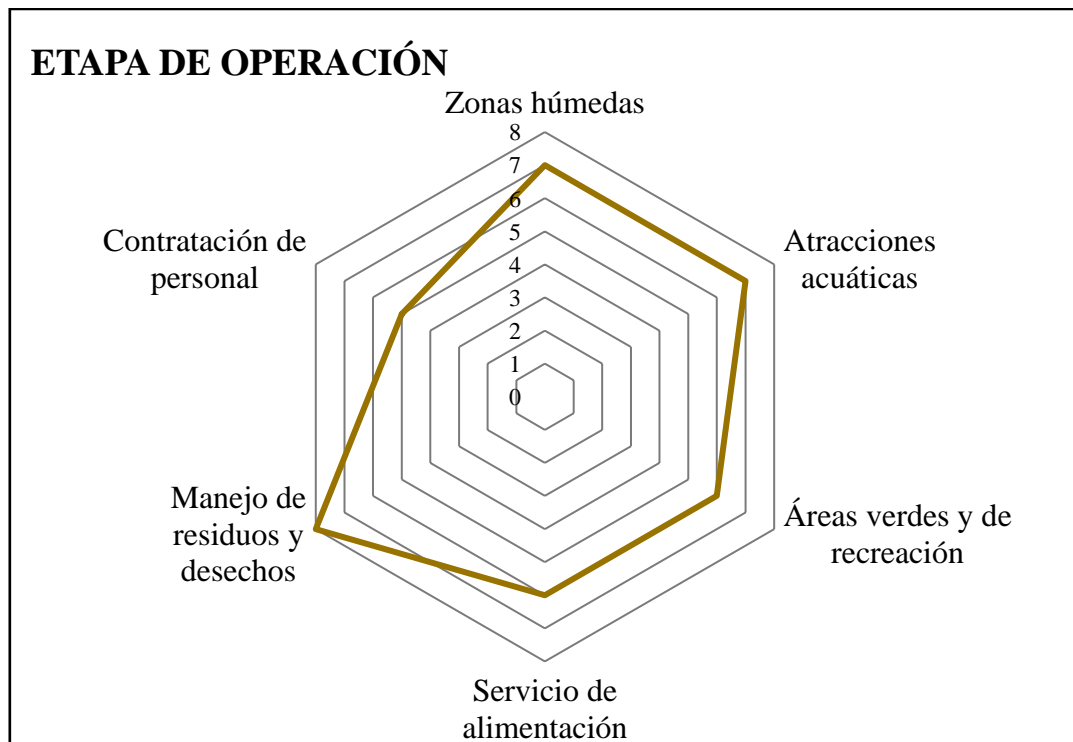 ETAPA DE OPERACIÓN
Zonas húmedas
8
7
6
5
4
3
2
1
0
Atracciones
acuáticas
Áreas verdes y de
recreación
Servicio de
alimentación
Manejo de
residuos y
desechos
Contratación de
personal